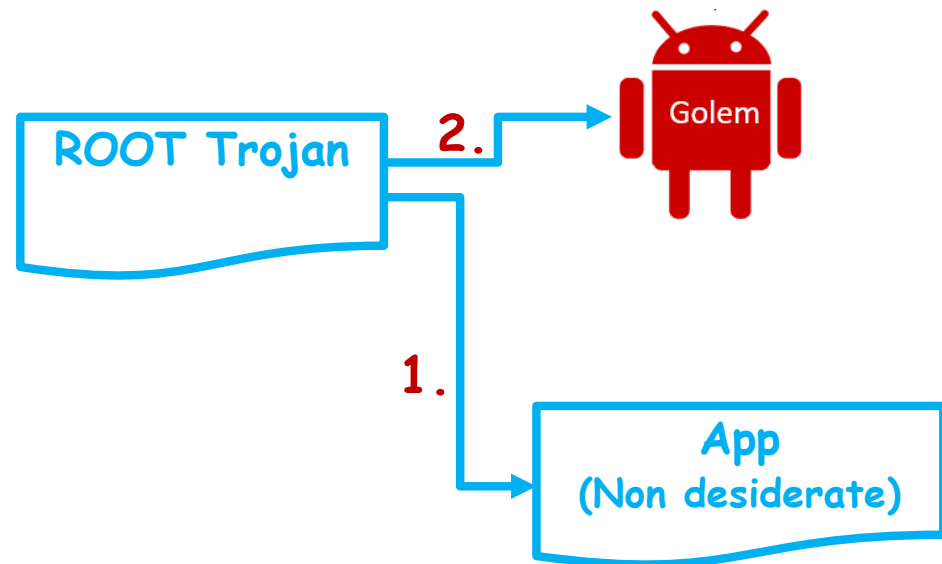 ROOT Trojan
2.
Golem
1.
App
(Non desiderate)